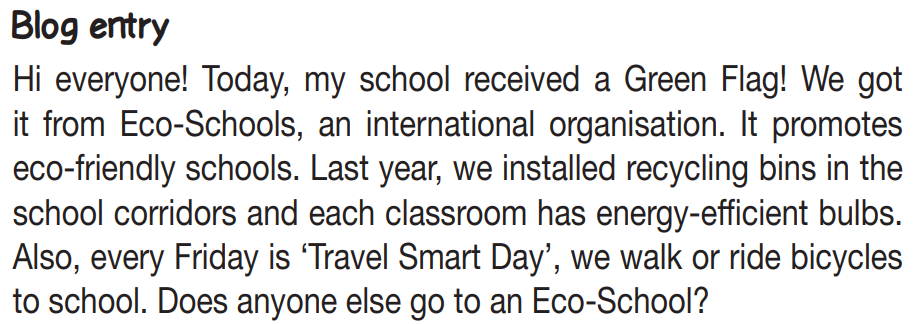 Blog entry
Hi everyone! Today, my school received a Green Flag! We got
it from Eco-Schools, an international organisation. It promotes
eco-friendly schools. Last year, we installed recycling bins in the
school corridors and each classroom has energy-efficient bulbs.
Also, every Friday is ‘Travel Smart Day’, we walk or ride bicycles
to school. Does anyone else go to an Eco-School?